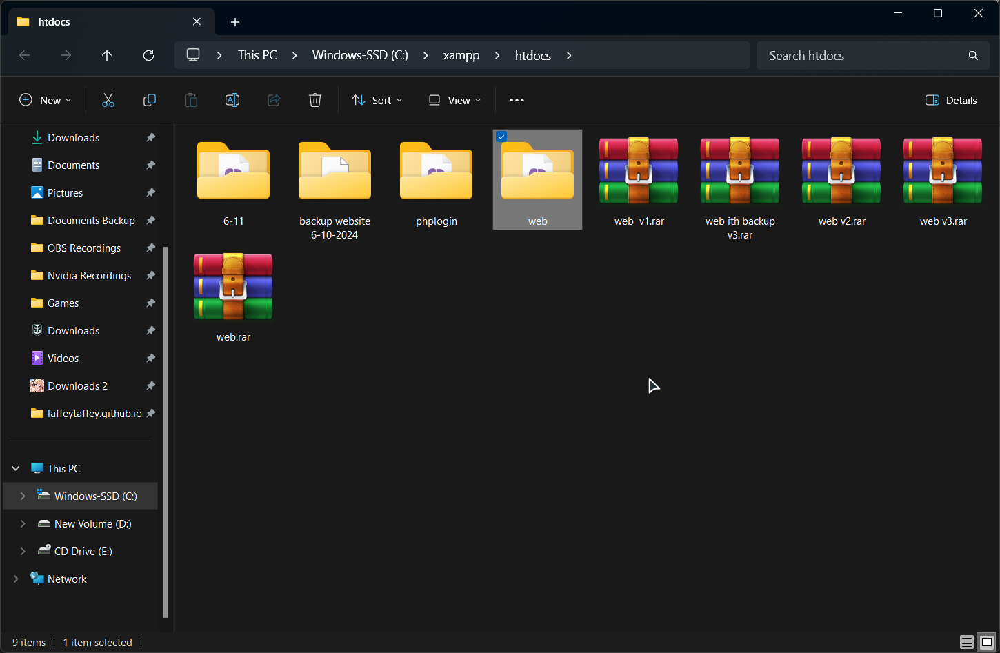 htdocs
This PC
Windows-SSD (C:)
xampp
htdocs
Search htdocs
New
Sort
View
Details
Downloads
Documents
Pictures
Documents Backup
OBS Recordings
Nvidia Recordings
Games
Downloads
Videos
Downloads 2
laffeytaffey.github.io
This PC
Windows-SSD (C:)
New Volume (D:)
CD Drive (E:)
Network
6-11
backup website
6-10-2024
phplogin
web
web  v1.rar
web ith backup
v3.rar
web v2.rar
web v3.rar
web.rar
9 items
1 item selected